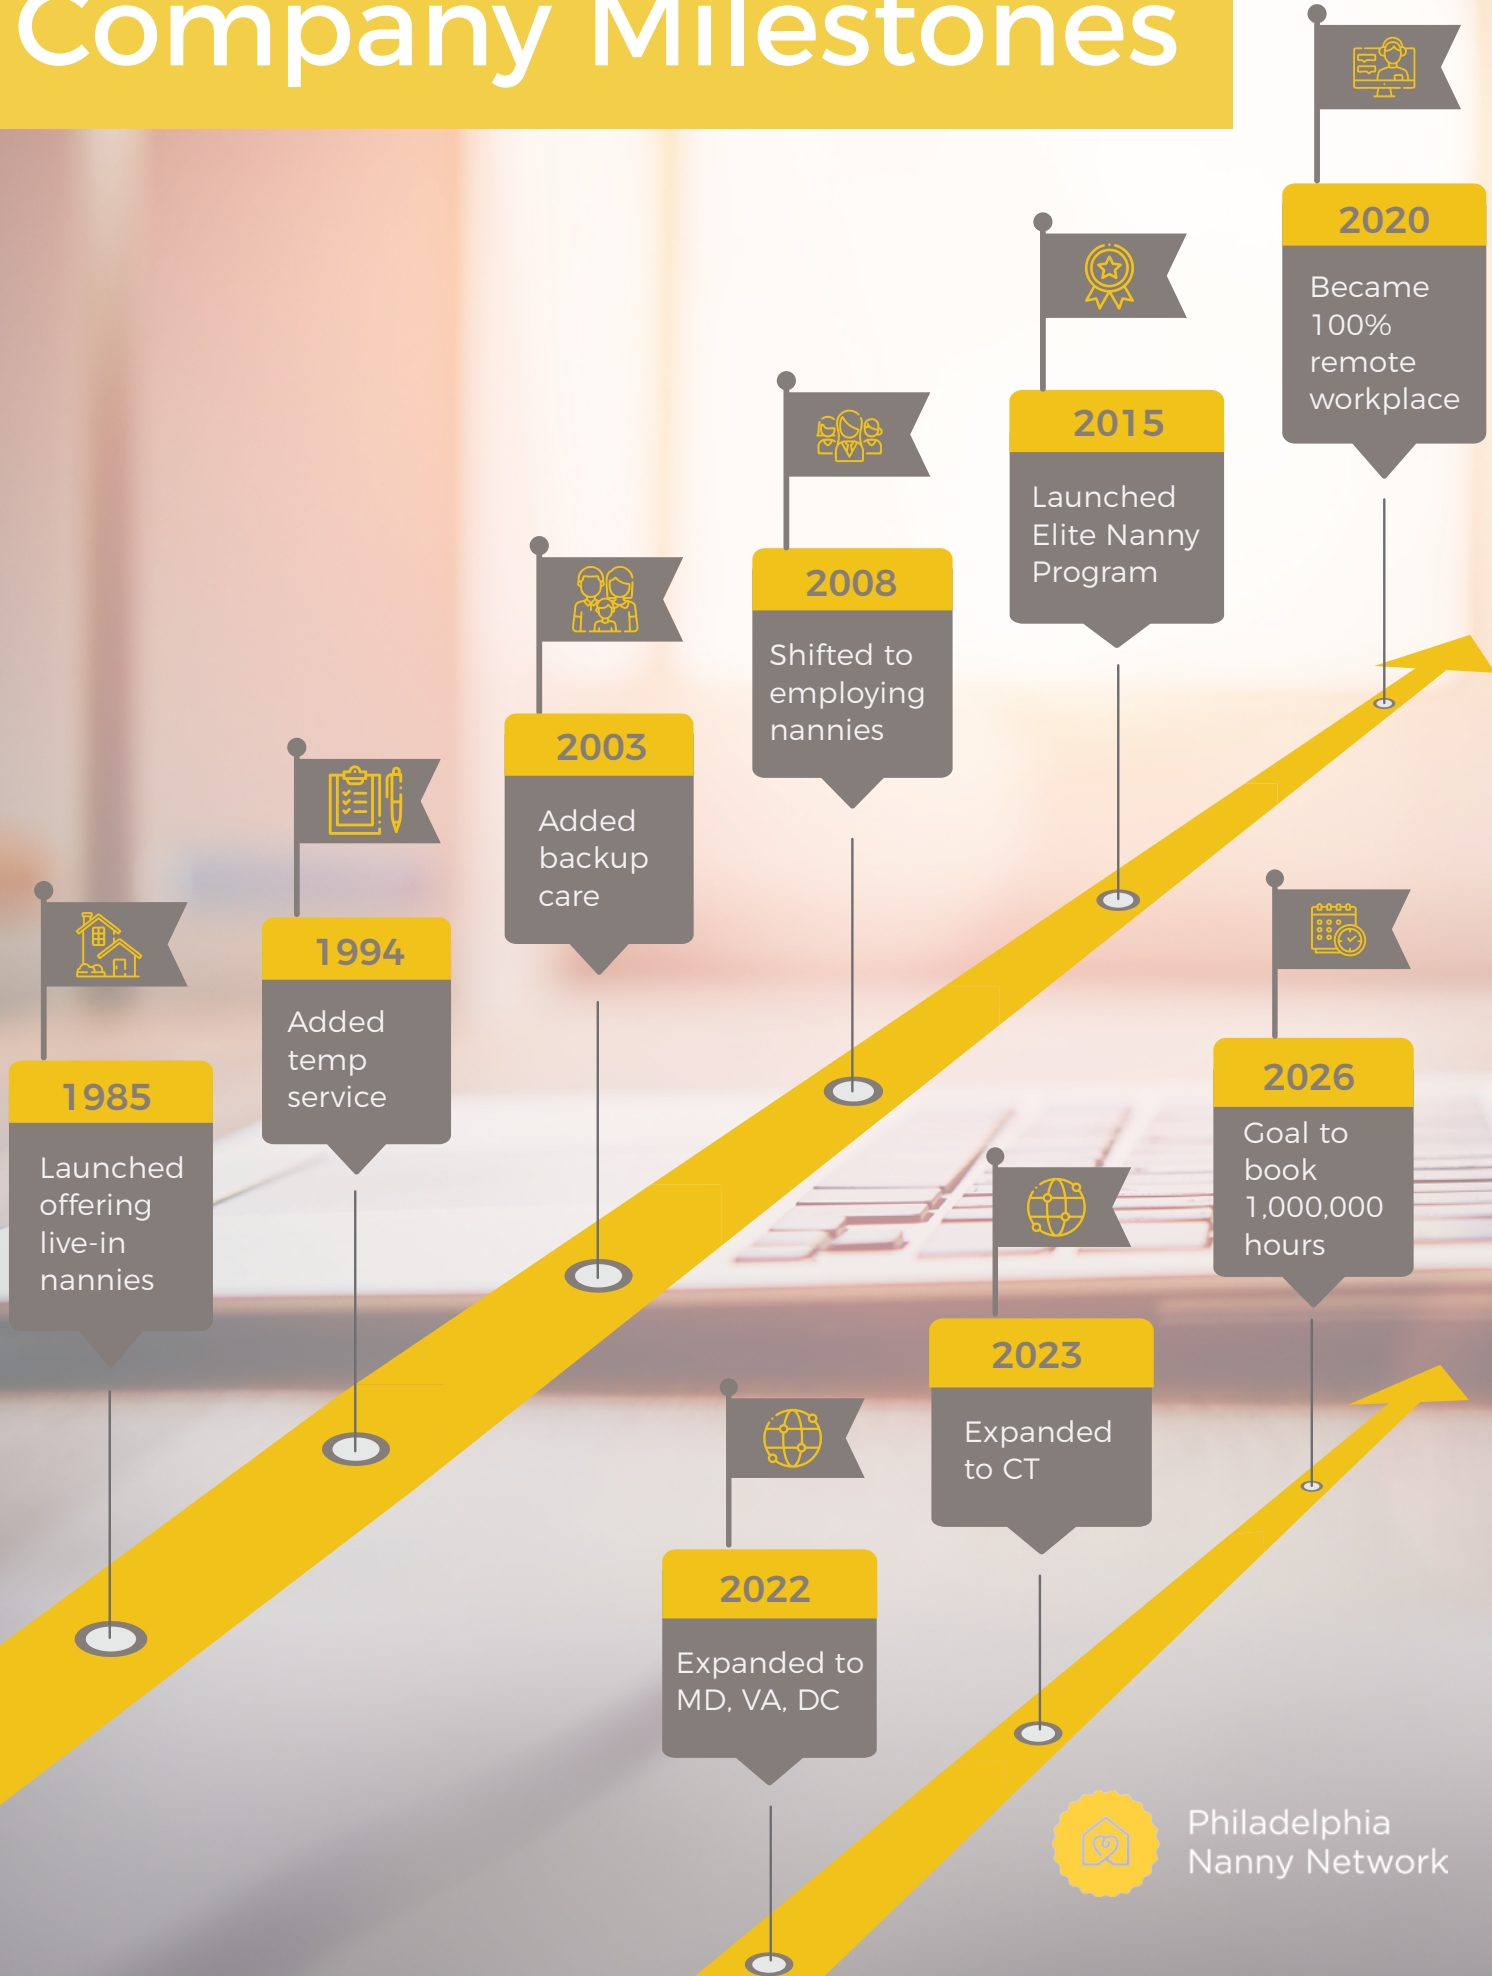 Company Milestones
1985
Launched
offering
live-in
nannies
1994
Added
temp
service
2003
Added
backup
care
2008
Shifted to
employing
nannies
2015
Launched
Elite Nanny
Program
2020
Became
100%
remote
workplace
2022
Expanded to
MD, VA, DC
2023
Expanded
to CT
2026
Goal to
book
1,000,000
hours
Philadelphia
Nanny Network